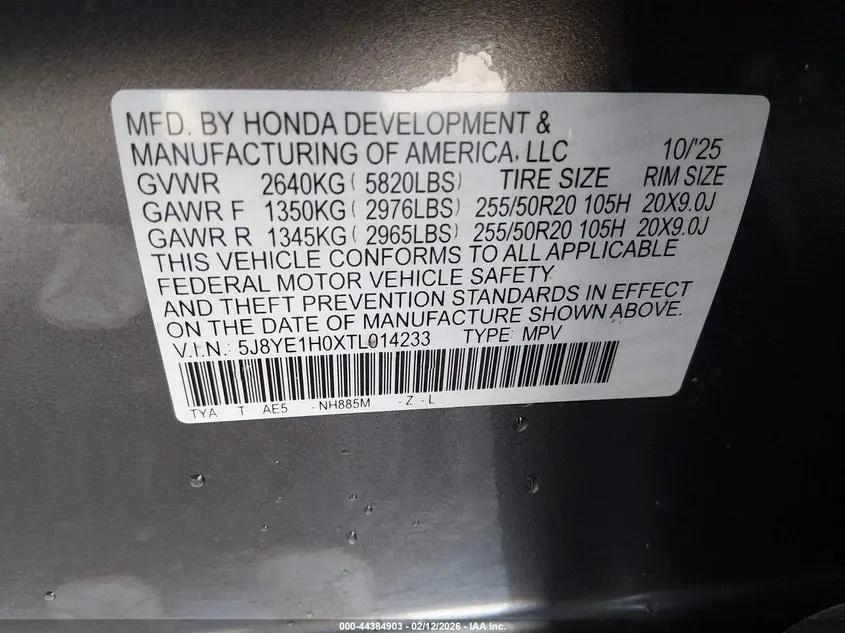 MFD. BY HONDA DEVELOPMENT &
MANUFACTURING OF AMERICA, LLC 10/'25
GVWR 2640KG ( 5820LBS) TIRE SIZE RIM SIZE
GAWR F 1350KG ( 2976LBS) 255/50R20 105H 20X9.0J
GAWR R 1345KG ( 2965LBS) 255/50R20 105H 20X9.0J
THIS VEHICLE CONFORMS TO ALL APPLICABLE
FEDERAL MOTOR VEHICLE SAFETY
AND THEFT PREVENTION STANDARDS IN EFFECT
ON THE DATE OF MANUFACTURE SHOWN ABOVE.
V.I.N.: 5J8YE1H0XTL014233 TYPE: MPV
TYA T AE5 - NH885M - Z - L
000-44384903 - 02/12/2026 - IAA Inc.